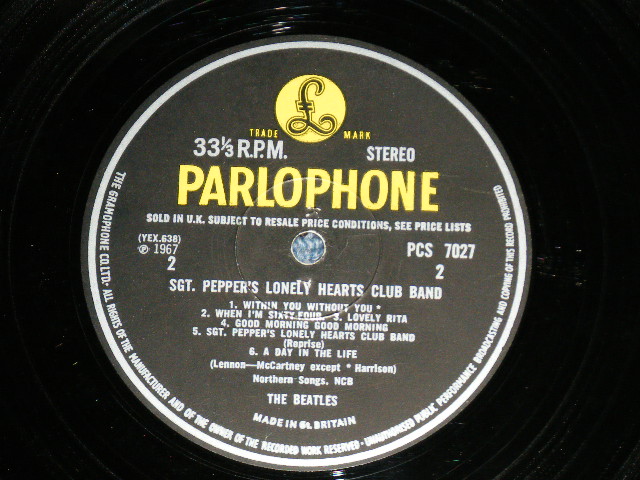 TRADE MARK
33⅓ R.P.M. STEREO
PARLOPHONE
SOLD IN U.K. SUBJECT TO RESALE PRICE CONDITIONS, SEE PRICE LISTS
(YEX.638) PCS 7027
℗ 1967
2 2
SGT. PEPPER'S LONELY HEARTS CLUB BAND
1. WITHIN YOU WITHOUT YOU *
2. WHEN I'M SIXTY FOUR 3. LOVELY RITA
4. GOOD MORNING GOOD MORNING
5. SGT. PEPPER'S LONELY HEARTS CLUB BAND
(Reprise)
6. A DAY IN THE LIFE
(Lennon—McCartney except * Harrison)
Northern Songs, NCB
THE BEATLES
MADE IN Gt. BRITAIN
THE GRAMOPHONE CO. LTD. · ALL RIGHTS OF THE MANUFACTURER AND OF THE OWNER OF THE RECORDED WORK RESERVED · UNAUTHORISED PUBLIC PERFORMANCE BROADCASTING AND COPYING OF THIS RECORD PROHIBITED